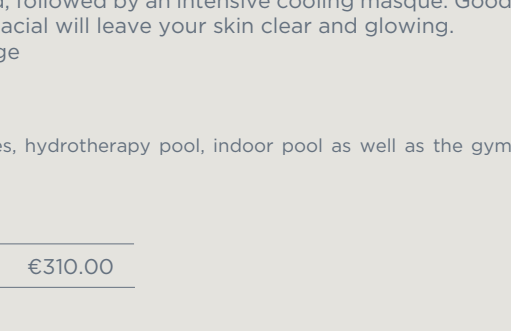 , followed by an intensive cooling masque. Good
acial will leave your skin clear and glowing.
ge
es, hydrotherapy pool, indoor pool as well as the gym
€310.00